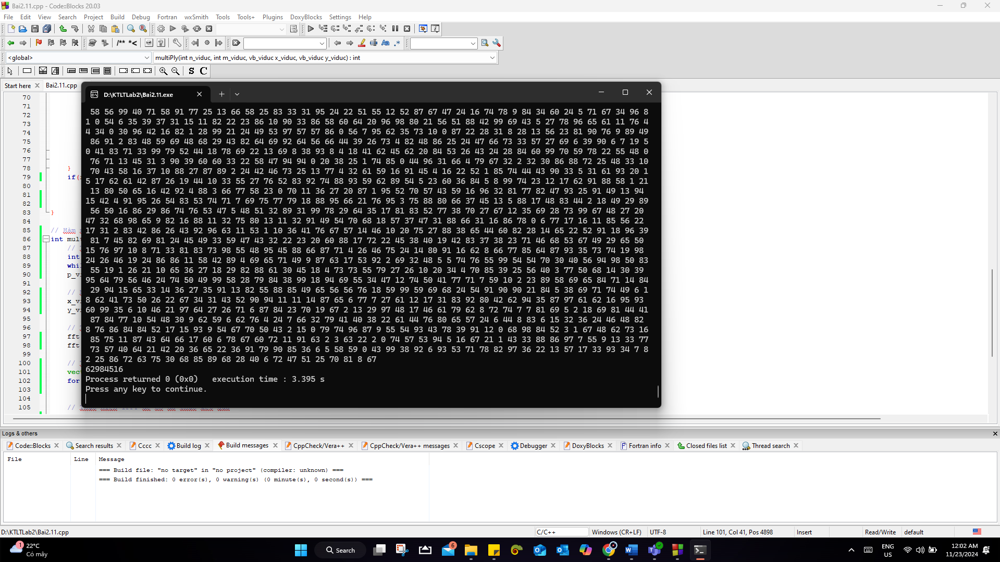 Bai2.11.cpp - Code::Blocks 20.03
File Edit View Search Project Build Debug Fortran wxSmith Tools Tools+ Plugins DoxyBlocks Settings Help
/** *<
<global> multiPly(int n_viduc, int m_viduc, vb_viduc x_viduc, vb_viduc y_viduc) : int
S C
Start here Bai2.11.cpp
D:\KTLTLab2\Bai2.11.exe
58 56 99 40 71 58 91 77 25 13 66 58 25 83 33 31 95 24 22 51 55 12 52 87 67 47 24 16 74 78 9 84 34 60 24 5 71 67 34 96 8
1 0 54 6 35 39 37 31 15 11 82 22 23 86 10 90 33 86 58 60 64 20 96 98 80 21 56 51 88 42 99 69 43 5 27 78 96 65 61 11 76 4
4 34 0 30 96 42 16 82 1 28 99 21 24 49 53 97 57 57 86 0 56 7 95 62 35 73 10 0 87 22 28 31 8 28 13 56 23 81 90 76 9 89 49
86 91 2 83 48 59 69 48 68 29 43 82 64 69 92 64 56 66 44 39 26 73 4 82 48 86 25 24 47 66 73 33 57 27 69 6 39 90 6 7 19 5
0 41 83 71 33 99 79 52 44 18 78 69 22 13 69 8 38 93 8 4 18 41 62 45 62 20 84 53 26 43 24 28 84 60 99 70 59 78 22 55 48 0
76 71 13 45 31 3 90 39 60 60 33 22 58 47 94 94 0 20 38 25 1 74 85 0 44 96 31 66 4 79 67 32 2 32 30 86 88 72 25 48 33 10
70 43 58 16 37 10 88 27 87 89 2 24 42 46 73 25 13 77 4 32 61 59 16 91 45 4 16 22 52 1 85 74 44 43 90 33 5 31 61 93 20 1
5 17 62 61 42 87 26 19 44 10 33 55 27 76 52 83 92 74 88 93 59 62 89 54 5 23 60 36 84 5 8 99 74 23 12 17 62 91 88 58 1 21
13 80 50 65 16 42 92 4 88 3 66 77 58 23 0 70 11 36 27 20 87 1 95 52 70 57 43 59 16 96 32 81 77 82 47 93 25 91 49 13 94
15 42 4 91 95 26 54 83 53 74 71 7 69 75 77 79 18 88 95 66 21 76 95 3 75 88 80 66 37 45 13 5 88 17 48 83 44 2 18 49 29 89
56 50 16 86 29 86 74 76 53 47 5 48 51 32 89 31 99 78 29 64 35 17 81 83 52 77 38 70 27 67 12 35 69 28 73 99 67 48 27 20
47 32 68 98 65 9 82 16 88 11 32 75 80 13 11 32 91 49 54 70 68 18 57 37 47 31 88 66 31 16 86 78 0 6 77 17 16 11 85 56 22
17 31 2 83 42 86 26 43 92 96 63 11 53 1 10 36 41 76 67 57 14 46 10 20 75 27 88 38 65 44 60 82 28 14 65 22 52 91 18 96 39
81 7 45 82 69 81 24 45 49 33 59 47 43 32 22 23 20 60 88 17 72 22 45 38 40 19 42 83 37 38 23 71 46 68 53 67 49 29 65 50
15 76 97 10 8 71 33 81 83 73 98 55 48 95 45 88 66 87 71 4 26 46 75 24 14 80 91 16 62 8 66 77 85 64 87 93 35 73 74 19 98
24 26 46 19 24 86 86 11 58 42 89 4 69 65 71 49 9 87 63 17 53 92 2 69 32 48 5 5 74 76 55 99 54 54 70 30 40 56 94 98 50 83
55 19 1 26 21 10 65 36 27 18 29 82 88 61 30 45 18 4 73 73 55 79 27 26 10 20 34 4 70 85 39 25 56 40 3 77 50 68 14 30 39
95 64 79 56 46 24 74 50 49 99 58 28 79 84 38 99 18 94 69 55 34 47 12 74 50 41 77 71 7 59 10 2 23 89 58 69 65 84 71 14 84
29 94 15 65 33 14 36 27 35 91 13 82 55 88 85 49 65 56 56 76 18 59 99 59 69 68 24 54 91 90 90 21 84 5 38 69 71 74 49 6 1
8 62 41 73 50 26 22 67 34 31 43 52 90 94 11 11 14 87 65 6 77 7 27 61 12 17 31 83 92 80 42 62 94 35 87 97 61 62 16 95 93
60 99 35 6 10 46 21 97 64 27 26 71 6 87 84 23 70 19 67 2 13 29 97 48 17 46 61 79 62 8 72 74 7 7 81 69 5 2 18 69 81 44 41
87 84 77 10 54 48 30 9 62 59 6 62 76 4 24 7 66 32 79 41 40 38 22 61 44 76 80 65 57 24 6 44 8 83 6 15 32 36 24 46 48 82
8 76 86 84 84 52 17 15 93 9 54 67 70 50 43 2 15 0 79 74 96 87 9 55 54 93 43 78 39 91 12 0 68 98 84 52 3 1 67 48 62 73 16
85 75 11 87 43 64 66 17 60 6 78 67 60 72 11 91 63 2 3 63 22 2 0 74 57 53 94 5 16 67 21 1 43 33 88 86 97 7 55 9 13 33 77
73 57 40 64 21 42 20 36 65 22 36 91 79 90 85 36 6 5 58 59 0 43 99 38 92 6 93 53 71 78 82 97 36 22 13 57 17 33 93 34 7 8
2 25 86 72 63 75 30 68 85 89 68 28 40 6 72 47 51 25 70 81 8 67
62984516
Process returned 0 (0x0)   execution time : 3.395 s
Press any key to continue.
70
71
72
73
74
75
76
77
78 }
79 if(
80
81
82
83 }
84
85 // Hàm
86 int mul
87 //
88 int
89 whi
90 p_v
91
92 //
93 x_v
94 y_v
95
96 //
97 fft
98 fft
99
100 //
101 vec
102 for
103
104
105 //
Logs & others
Code::Blocks Search results Cccc Build log Build messages CppCheck/Vera++ CppCheck/Vera++ messages Cscope Debugger DoxyBlocks Fortran info Closed files list Thread search
File Line Message
=== Build file: "no target" in "no project" (compiler: unknown) ===
=== Build finished: 0 error(s), 0 warning(s) (0 minute(s), 0 second(s)) ===
D:\KTLTLab2\Bai2.11.cpp C/C++ Windows (CR+LF) UTF-8 Line 101, Col 41, Pos 4898 Insert Read/Write default
1 22°C
Có mây
Search
6
ENG
US
12:02 AM
11/23/2024